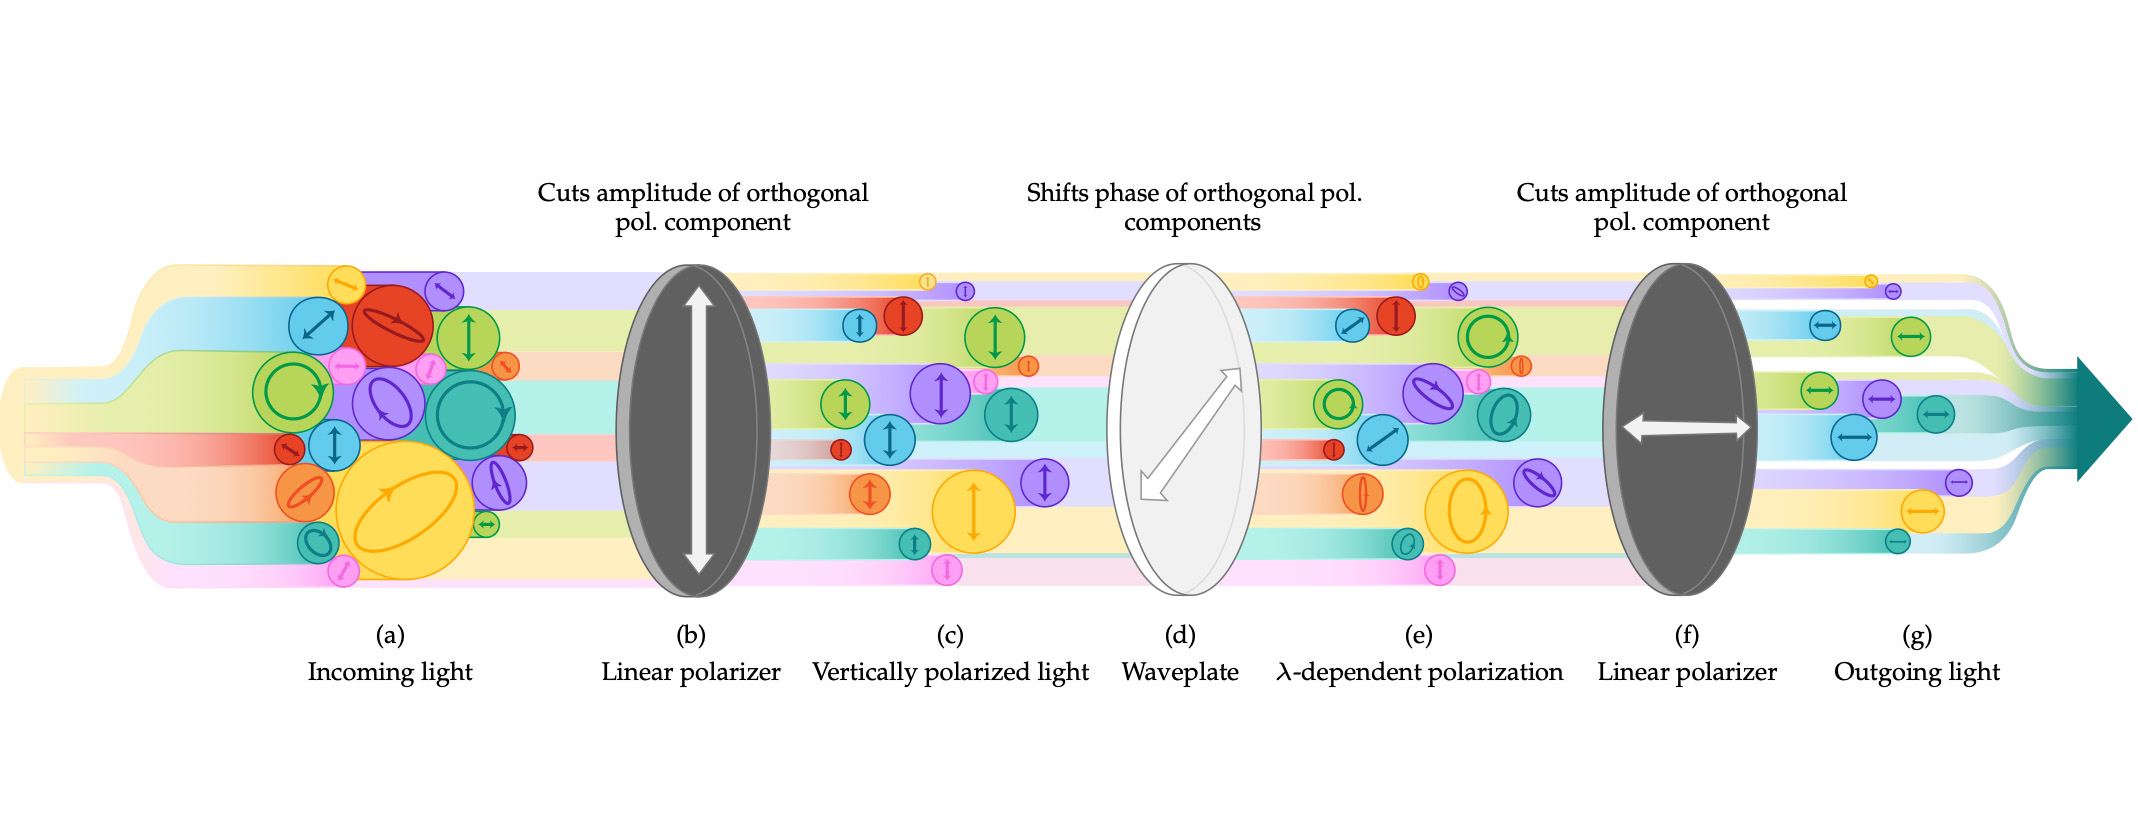 Cuts amplitude of orthogonal
pol. component
Shifts phase of orthogonal pol.
components
Cuts amplitude of orthogonal
pol. component
(a)
Incoming light
(b)
Linear polarizer
(c)
Vertically polarized light
(d)
Waveplate
(e)
λ-dependent polarization
(f)
Linear polarizer
(g)
Outgoing light